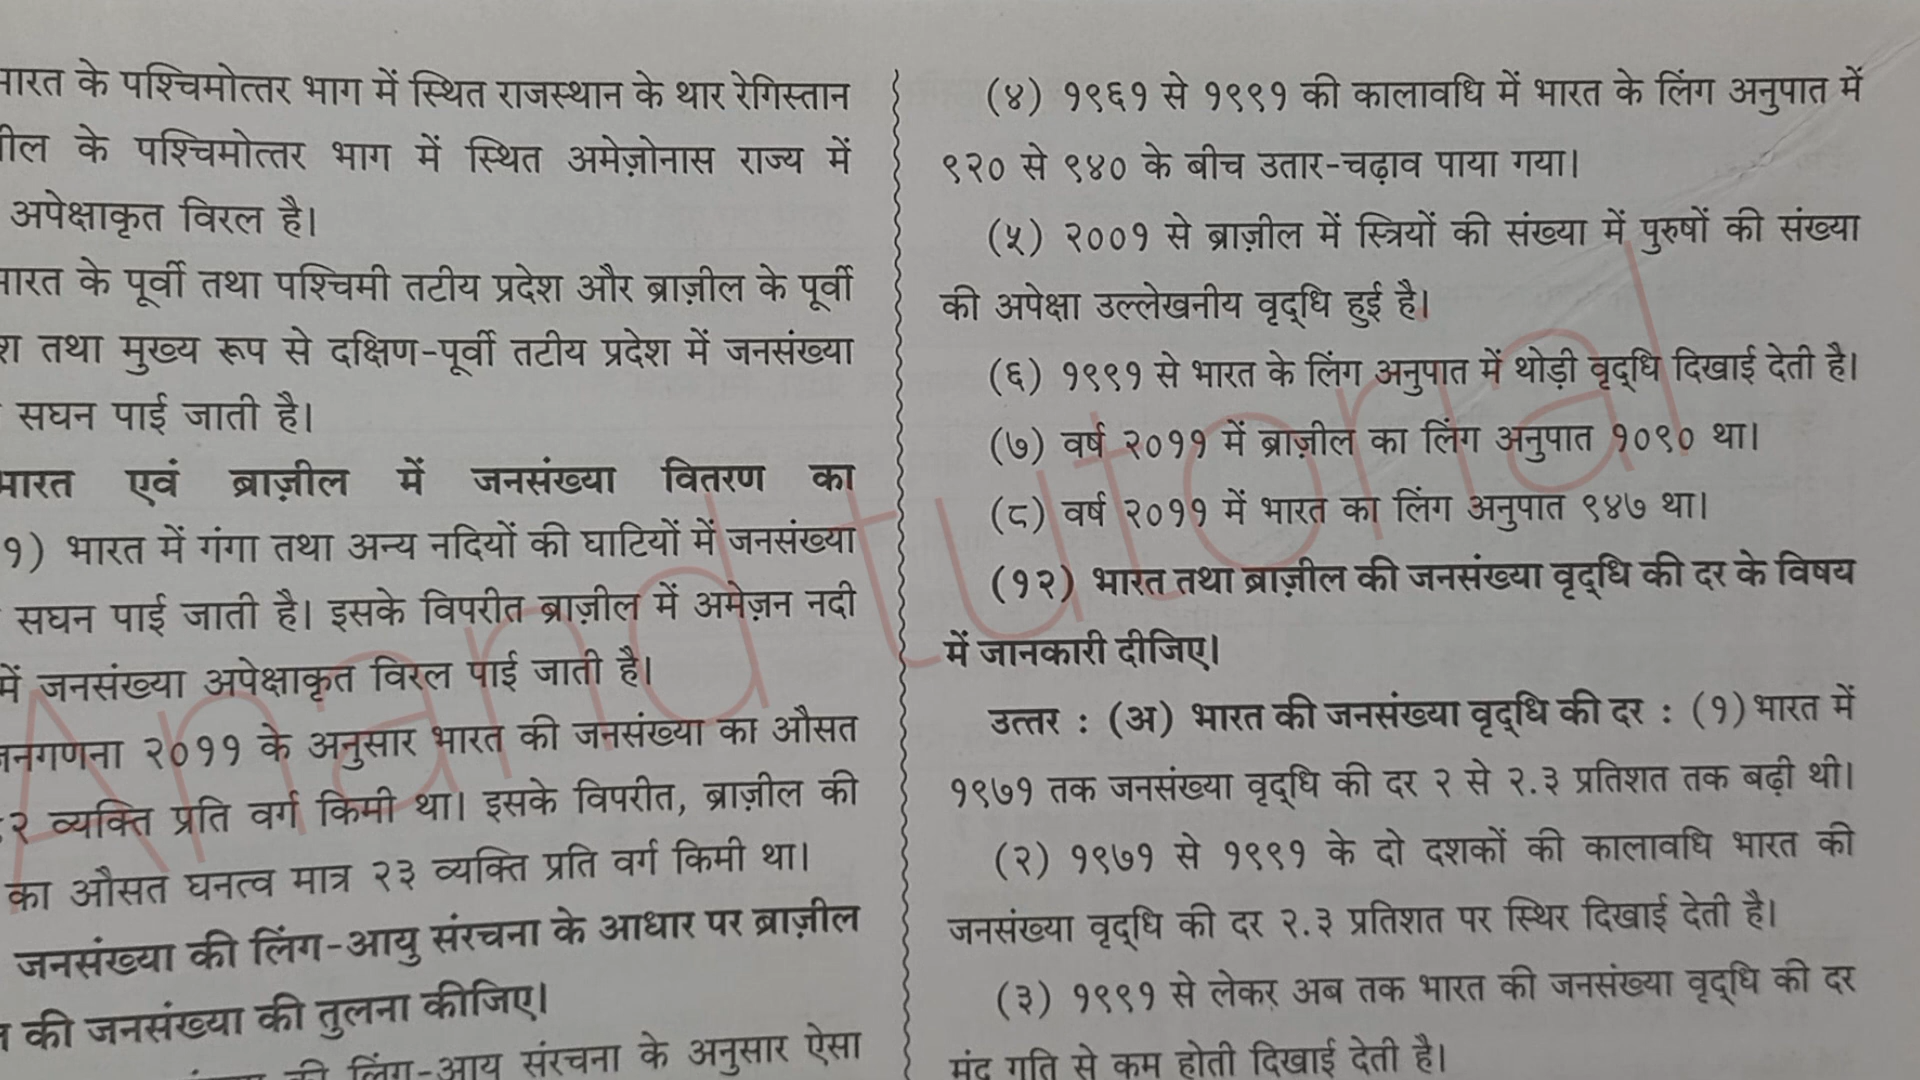 के पश्चिमोत्तर भाग में स्थित राजस्थान के थार रेगिस्तान
के पश्चिमोत्तर भाग में स्थित अमेज़ोनास राज्य में
अपेक्षाकृत विरल है।
के पूर्वी तथा पश्चिमी तटीय प्रदेश और ब्राज़ील के पूर्वी
तथा मुख्य रूप से दक्षिण-पूर्वी तटीय प्रदेश में जनसंख्या
सघन पाई जाती है।
एवं ब्राज़ील में जनसंख्या वितरण का
१) भारत में गंगा तथा अन्य नदियों की घाटियों में जनसंख्या
सघन पाई जाती है। इसके विपरीत ब्राज़ील में अमेज़न नदी
में जनसंख्या अपेक्षाकृत विरल पाई जाती है।
२०११ के अनुसार भारत की जनसंख्या का औसत
व्यक्ति प्रति वर्ग किमी था। इसके विपरीत, ब्राज़ील की
का औसत घनत्व मात्र २३ व्यक्ति प्रति वर्ग किमी था।
जनसंख्या की लिंग-आयु संरचना के आधार पर ब्राज़ील
की जनसंख्या की तुलना कीजिए।
की लिंग-आयु संरचना के अनुसार ऐसा
(४) १९६१ से १९९१ की कालावधि में भारत के लिंग अनुपात में
९२० से ९४० के बीच उतार-चढ़ाव पाया गया।
(५) २००१ से ब्राज़ील में स्त्रियों की संख्या में पुरुषों की संख्या
की अपेक्षा उल्लेखनीय वृद्धि हुई है।
(६) १९९१ से भारत के लिंग अनुपात में थोड़ी वृद्धि दिखाई देती है।
(७) वर्ष २०११ में ब्राज़ील का लिंग अनुपात १०९० था।
(८) वर्ष २०११ में भारत का लिंग अनुपात ९४७ था।
(१२) भारत तथा ब्राज़ील की जनसंख्या वृद्धि की दर के विषय
में जानकारी दीजिए।
उत्तर : (अ) भारत की जनसंख्या वृद्धि की दर : (१) भारत में
१९७१ तक जनसंख्या वृद्धि की दर २ से २.३ प्रतिशत तक बढ़ी थी।
(२) १९७१ से १९९१ के दो दशकों की कालावधि भारत की
जनसंख्या वृद्धि की दर २.३ प्रतिशत पर स्थिर दिखाई देती है।
(३) १९९१ से लेकर अब तक भारत की जनसंख्या वृद्धि की दर
मंद गति से कम होती दिखाई देती है।
Anand tutorial